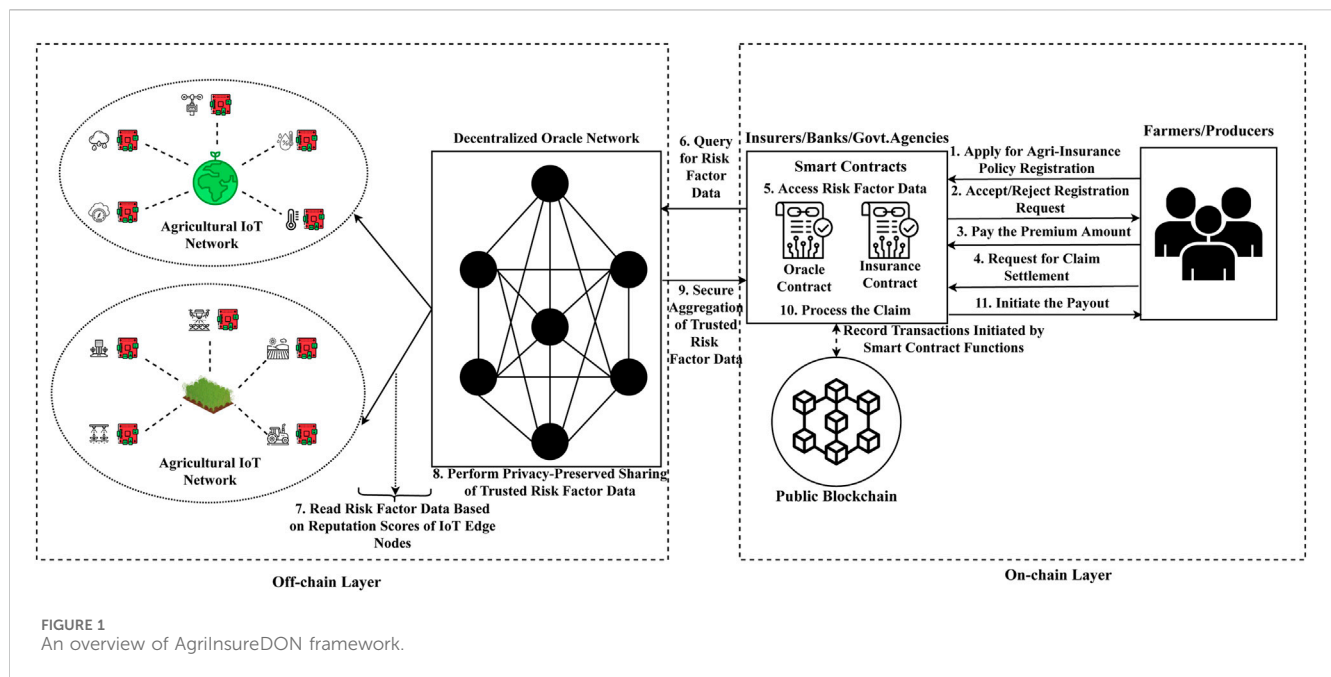 Agricultural IoT
Network
Agricultural IoT
Network
Decentralized Oracle Network
8. Perform Privacy-Preserved Sharing
of Trusted Risk Factor Data
7. Read Risk Factor Data Based
on Reputation Scores of IoT Edge
Nodes
Off-chain Layer
6. Query
for Risk
Factor
Data
9. Secure
Aggregation
of Trusted
Risk
Factor Data
Insurers/Banks/Govt.Agencies
Smart Contracts
5. Access Risk Factor Data
Oracle
Contract
Insurance
Contract
10. Process the Claim
Record Transactions Initiated by
Smart Contract Functions
Public Blockchain
1. Apply for Agri-Insurance
Policy Registration
2. Accept/Reject Registration
Request
3. Pay the Premium Amount
4. Request for Claim
Settlement
11. Initiate the Payout
Farmers/Producers
On-chain Layer
FIGURE 1
An overview of AgriInsureDON framework.